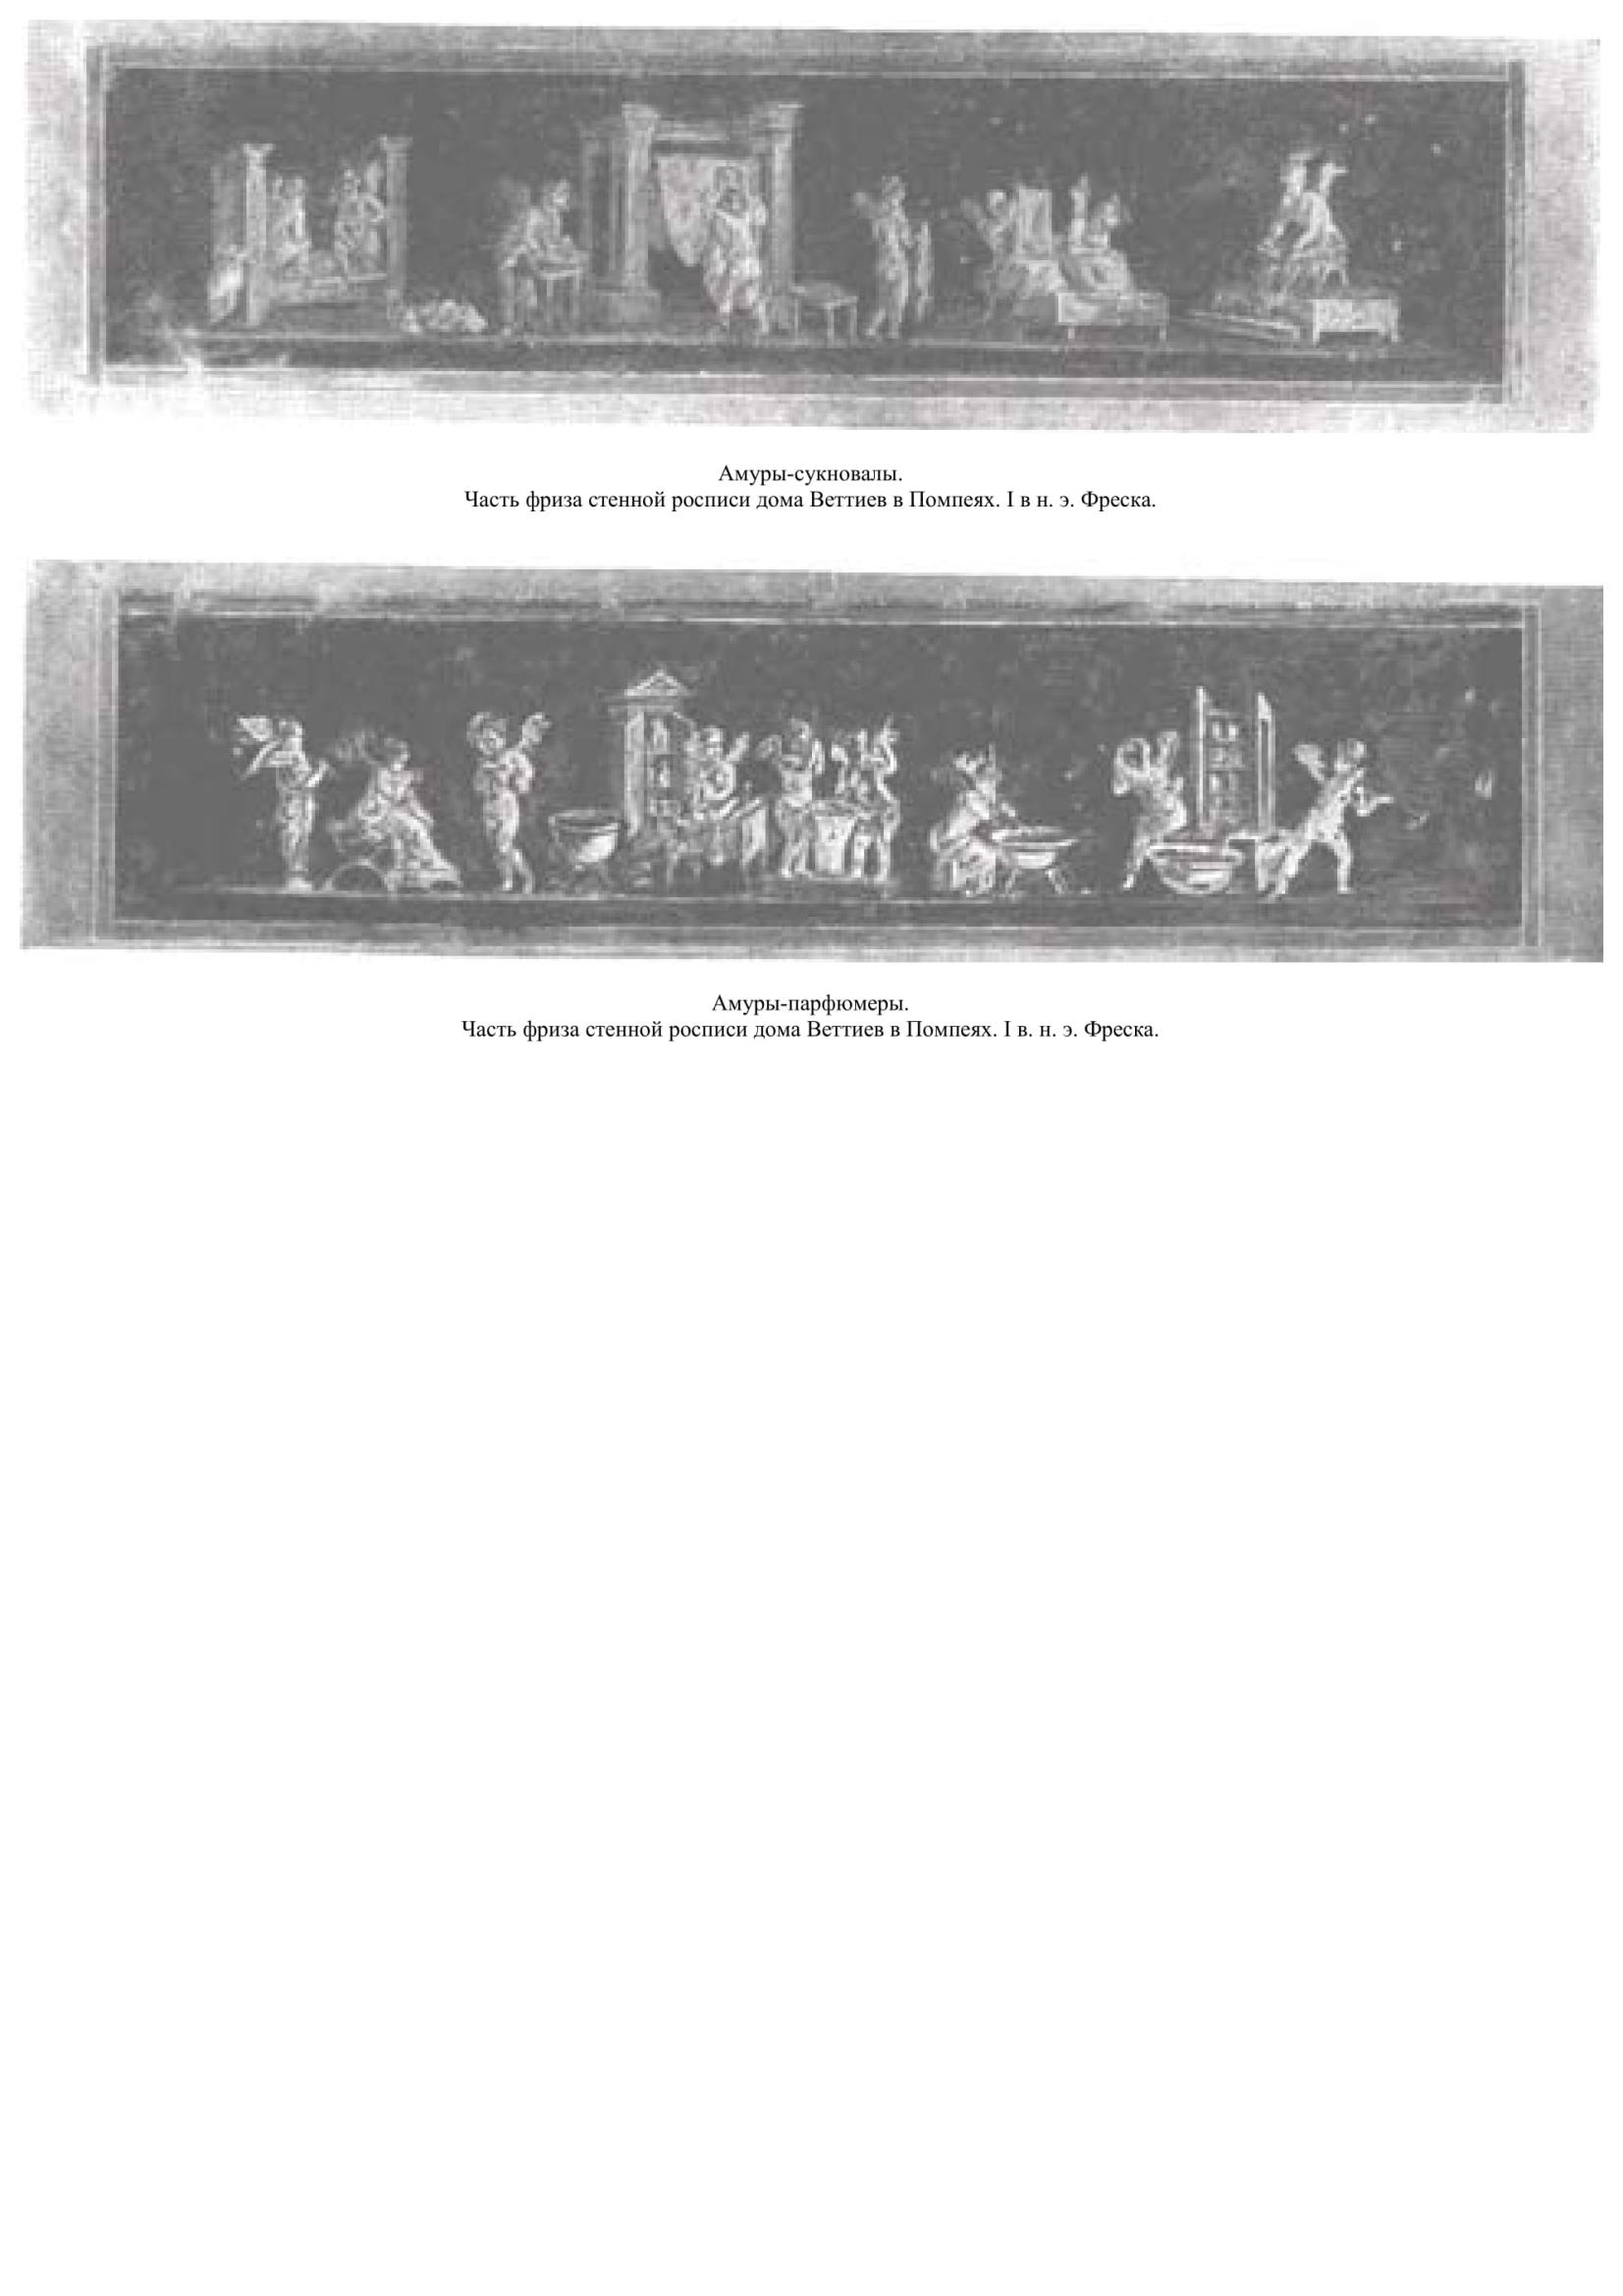 Амуры-сукновалы.
Часть фриза стенной росписи дома Веттиев в Помпеях. I в н. э. Фреска.
Амуры-парфюмеры.
Часть фриза стенной росписи дома Веттиев в Помпеях. I в. н. э. Фреска.